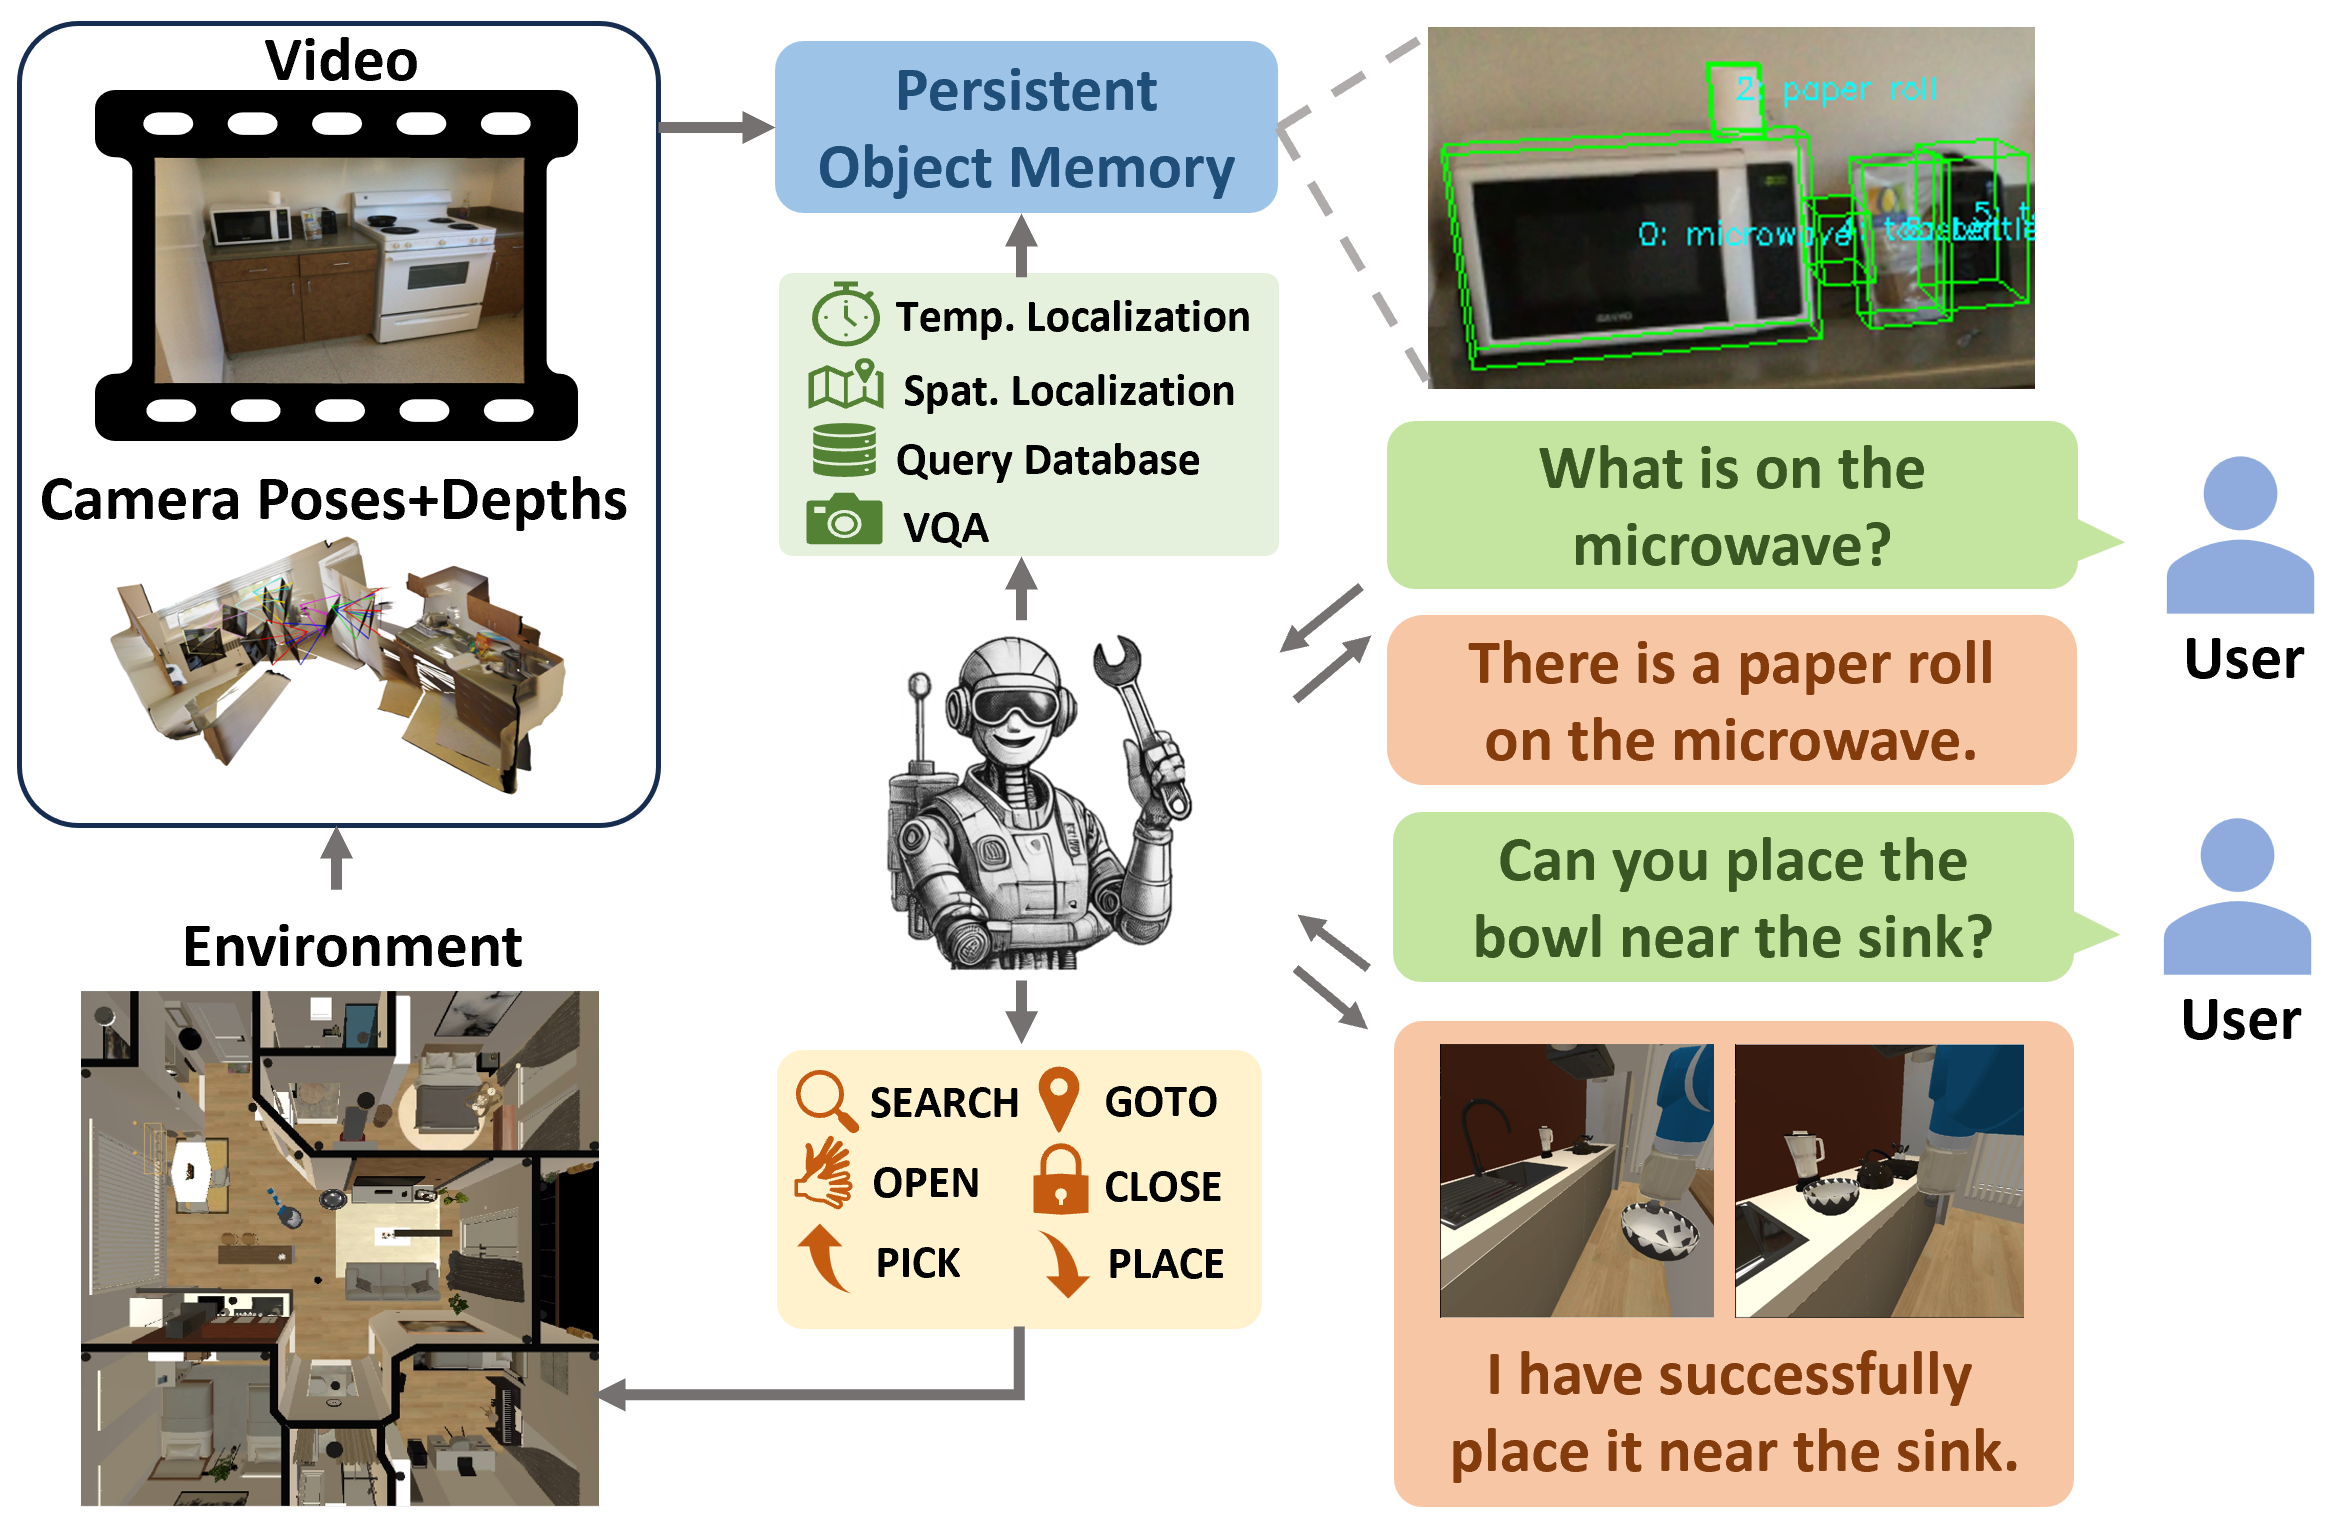 Video
Camera Poses+Depths
Environment
Persistent
Object Memory
Temp. Localization
Spat. Localization
Query Database
VQA
SEARCH
GOTO
OPEN
CLOSE
PICK
PLACE
2: paper roll
0: microwave
What is on the
microwave?
User
There is a paper roll
on the microwave.
Can you place the
bowl near the sink?
User
I have successfully
place it near the sink.